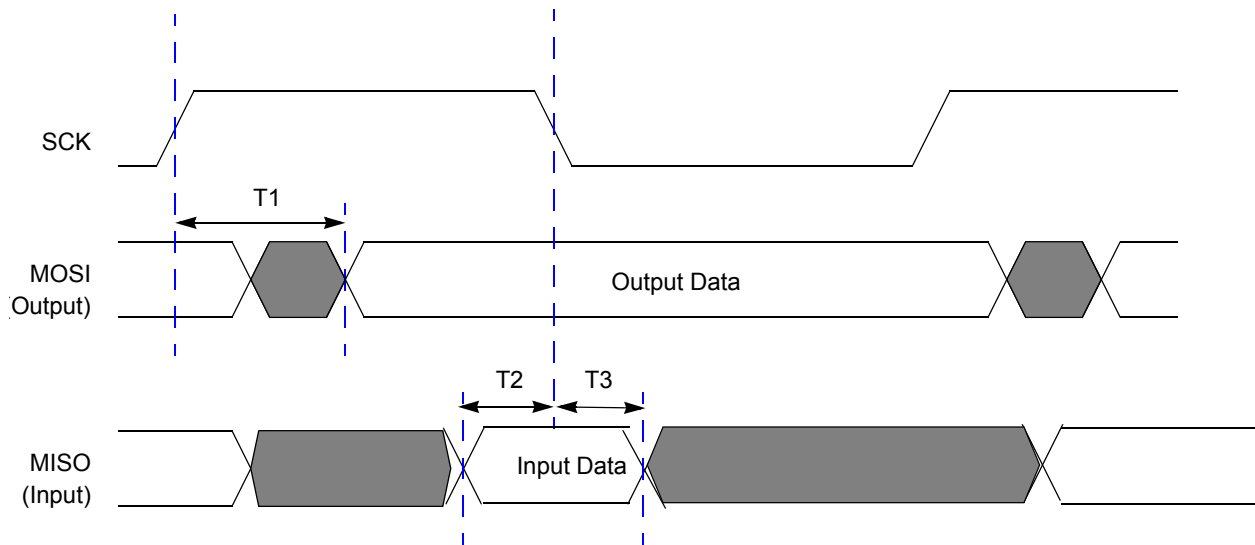 SCK
T1
MOSI
(Output)
Output Data
T2
T3
MISO
(Input)
Input Data